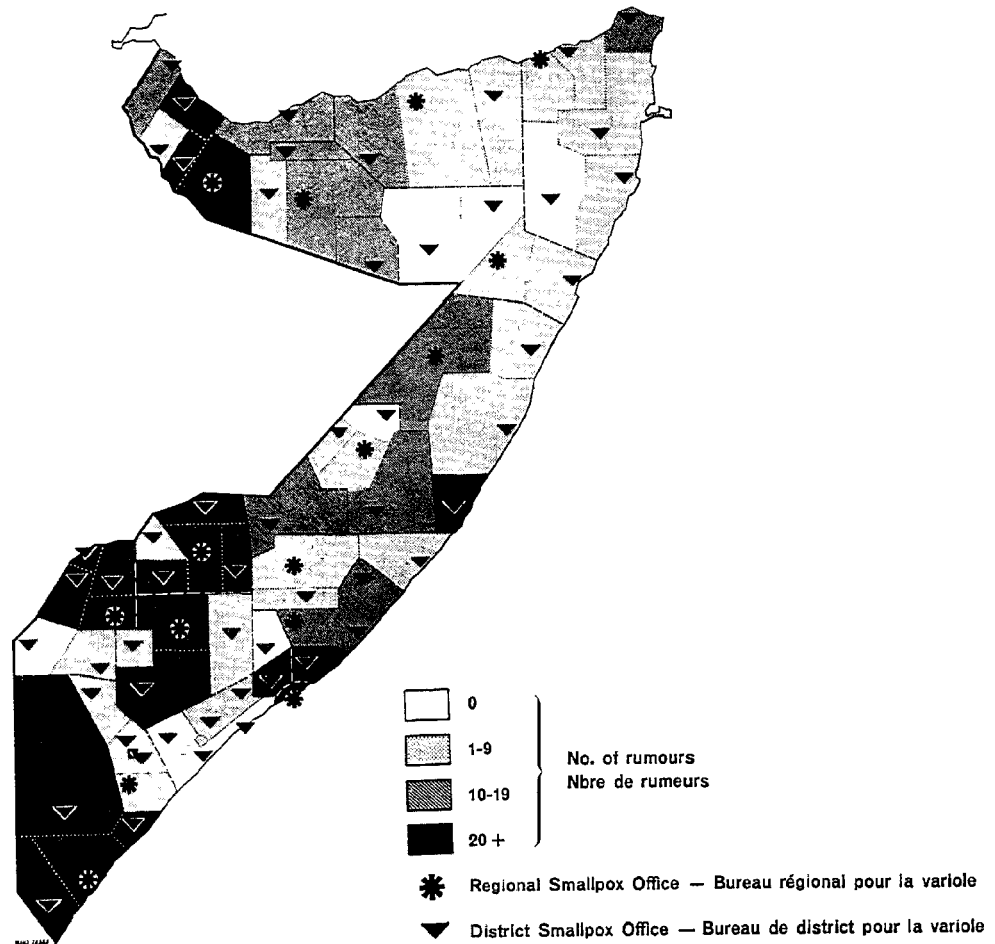 0
1-9
10-19
20 +
No. of rumours
Nbre de rumeurs
Regional Smallpox Office — Bureau régional pour la variole
District Smallpox Office — Bureau de district pour la variole